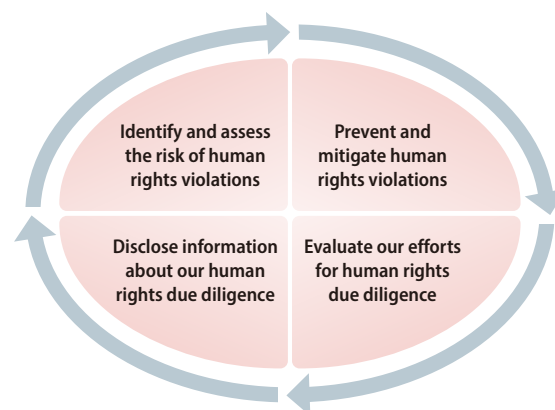 Identify and assess
the risk of human
rights violations
Prevent and
mitigate human
rights violations
Disclose information
about our human
rights due diligence
Evaluate our efforts
for human rights
due diligence